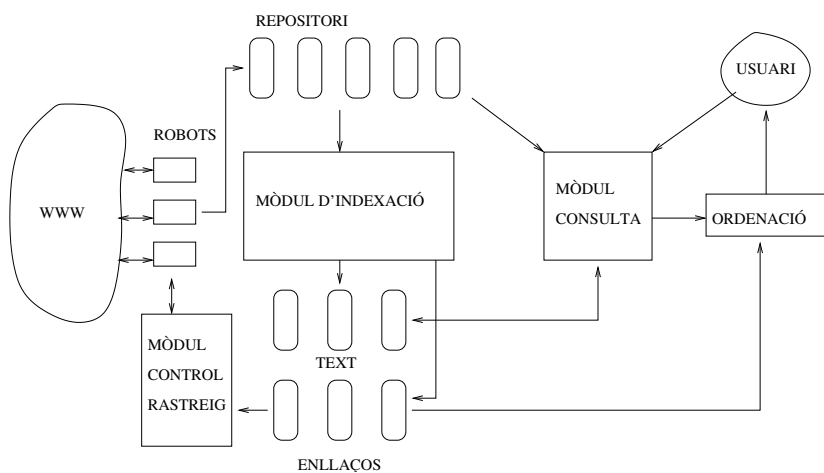 REPOSITORI
USUARI
ROBOTS
WWW
MÒDUL D'INDEXACIÓ
MÒDUL
CONSULTA
ORDENACIÓ
MÒDUL
CONTROL
RASTREIG
TEXT
ENLLAÇOS